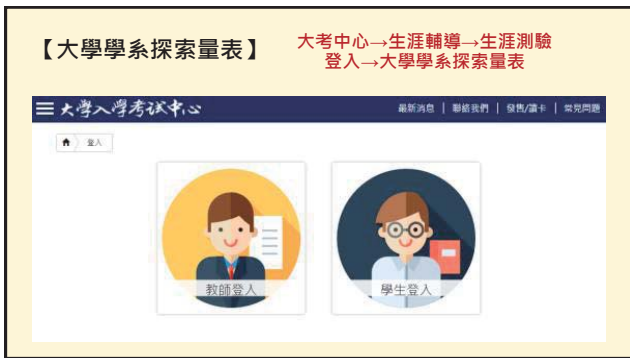 【大學學系探索量表】
大考中心→生涯輔導→生涯測驗
登入→大學學系探索量表
大學入學考試中心
最新消息 | 聯絡我們 | 發售/讀卡 | 常見問題
登入
教師登入
學生登入